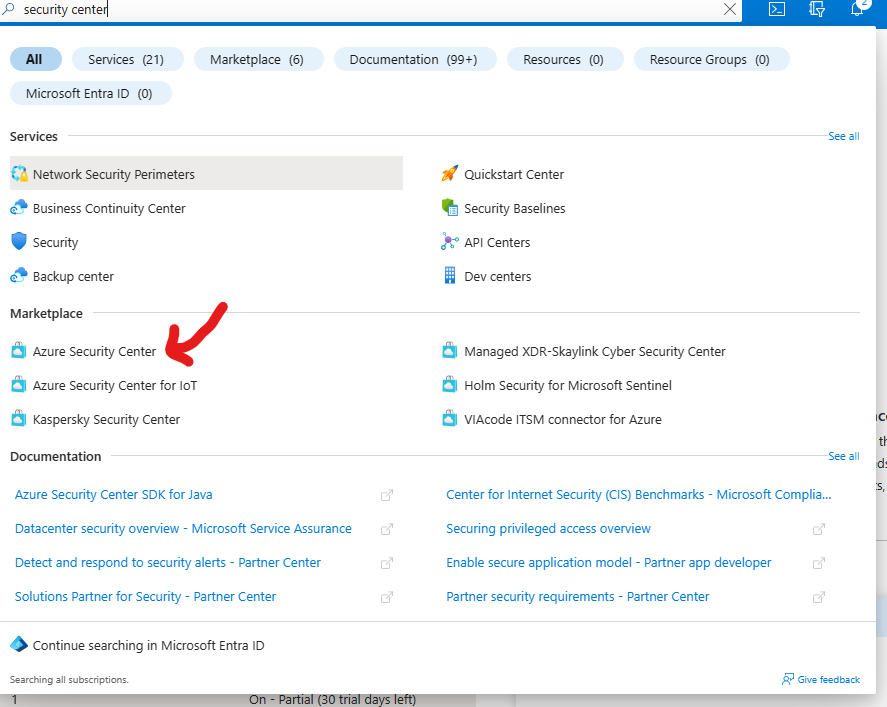 security center
2
All
Services (21)
Marketplace (6)
Documentation (99+)
Resources (0)
Resource Groups (0)
Microsoft Entra ID (0)
Services
See all
Network Security Perimeters
Quickstart Center
Business Continuity Center
Security Baselines
Security
API Centers
Backup center
Dev centers
Marketplace
Azure Security Center
Managed XDR-Skaylink Cyber Security Center
Azure Security Center for IoT
Holm Security for Microsoft Sentinel
Kaspersky Security Center
VIAcode ITSM connector for Azure
Documentation
See all
Azure Security Center SDK for Java
Center for Internet Security (CIS) Benchmarks - Microsoft Complia...
Datacenter security overview - Microsoft Service Assurance
Securing privileged access overview
Detect and respond to security alerts - Partner Center
Enable secure application model - Partner app developer
Solutions Partner for Security - Partner Center
Partner security requirements - Partner Center
Continue searching in Microsoft Entra ID
Searching all subscriptions.
Give feedback
1
On - Partial (30 trial days left)